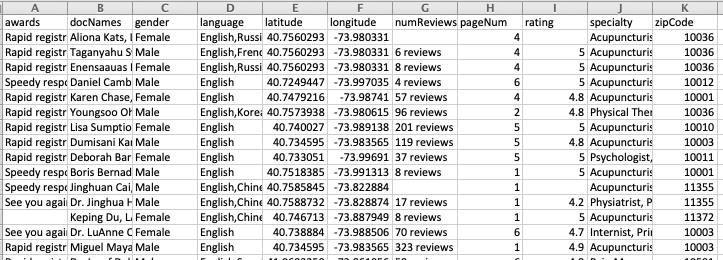 A B C D E F G H I J K
awards docNames gender language latitude longitude numReviews pageNum rating specialty zipCode
Rapid registr Aliona Kats, L Female English,Russi 40.7560293 -73.980331 4 Acupuncturis 10036
Rapid registr Taganyahu S Male English,Frenc 40.7560293 -73.980331 6 reviews 4 5 Acupuncturis 10036
Rapid registr Enensaauas Female English,Russi 40.7560293 -73.980331 8 reviews 4 5 Acupuncturis 10036
Speedy respo Daniel Camb Male English 40.7249447 -73.997035 4 reviews 6 5 Acupuncturis 10012
Rapid registr Karen Chase, Female English 40.7479216 -73.98741 57 reviews 4 4.8 Acupuncturis 10001
Rapid registr Youngsoo Oh Male English,Korea 40.7573938 -73.980615 96 reviews 2 4.8 Physical Ther 10036
Rapid registr Lisa Sumptio Female English 40.740027 -73.989138 201 reviews 5 5 Acupuncturis 10010
Rapid registr Dumisani Kai Male English 40.734595 -73.983565 119 reviews 5 4.8 Acupuncturis 10003
Rapid registr Deborah Bar Female English 40.733051 -73.99691 37 reviews 5 5 Psychologist, 10011
Speedy respo Boris Bernad Male English 40.7518385 -73.991313 8 reviews 1 5 Acupuncturis 10001
Speedy respo Jinghuan Cai, Male English,Chine 40.7585845 -73.822884 1 Acupuncturis 11355
See you agai Dr. Jinghua H Male English,Chine 40.7588732 -73.828874 17 reviews 1 4.2 Physiatrist, P 11355
Keping Du, L Female English,Chine 40.746713 -73.887949 8 reviews 1 5 Acupuncturis 11372
See you agai Dr. LuAnne C Female English 40.738884 -73.988506 70 reviews 6 4.7 Internist, Pri 10003
Rapid registr Miguel Maya Male English 40.734595 -73.983565 323 reviews 1 4.9 Acupuncturis 10003